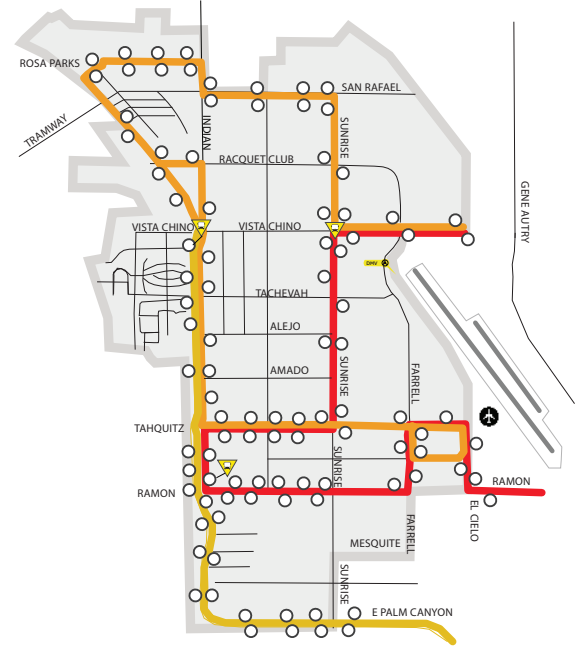 ROSA PARKS
SAN RAFAEL
TRAMWAY
INDIAN
SUNRISE
RACQUET CLUB
GENE AUTRY
VISTA CHINO
VISTA CHINO
DMV
TACHEVAH
ALEJO
AMADO
SUNRISE
FARRELL
TAHQUITZ
SUNRISE
RAMON
RAMON
EL CIELO
FARRELL
MESQUITE
SUNRISE
E PALM CANYON